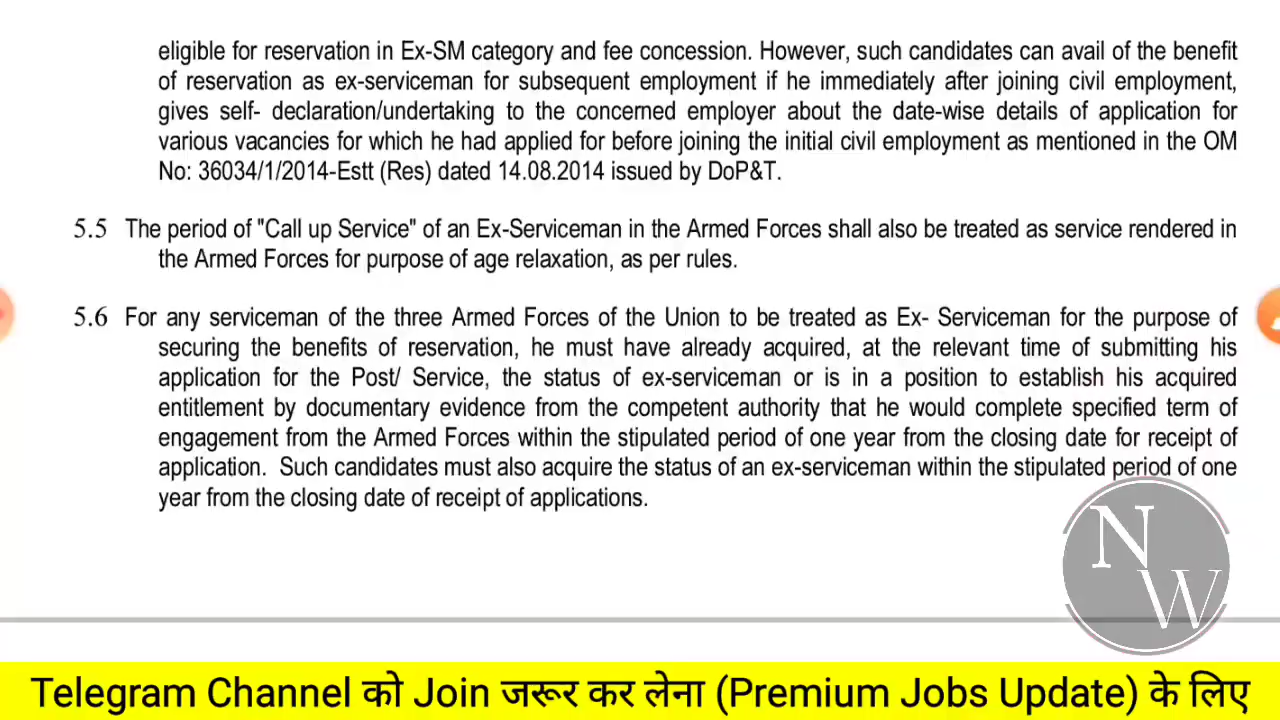 eligible for reservation in Ex-SM category and fee concession. However, such candidates can avail of the benefit
of reservation as ex-serviceman for subsequent employment if he immediately after joining civil employment,
gives self- declaration/undertaking to the concerned employer about the date-wise details of application for
various vacancies for which he had applied for before joining the initial civil employment as mentioned in the OM
No: 36034/1/2014-Estt (Res) dated 14.08.2014 issued by DoP&T.
5.5 The period of "Call up Service" of an Ex-Serviceman in the Armed Forces shall also be treated as service rendered in
the Armed Forces for purpose of age relaxation, as per rules.
5.6 For any serviceman of the three Armed Forces of the Union to be treated as Ex- Serviceman for the purpose of
securing the benefits of reservation, he must have already acquired, at the relevant time of submitting his
application for the Post/ Service, the status of ex-serviceman or is in a position to establish his acquired
entitlement by documentary evidence from the competent authority that he would complete specified term of
engagement from the Armed Forces within the stipulated period of one year from the closing date for receipt of
application. Such candidates must also acquire the status of an ex-serviceman within the stipulated period of one
year from the closing date of receipt of applications.
N
W
Telegram Channel को Join जरूर कर लेना (Premium Jobs Update) के लिए